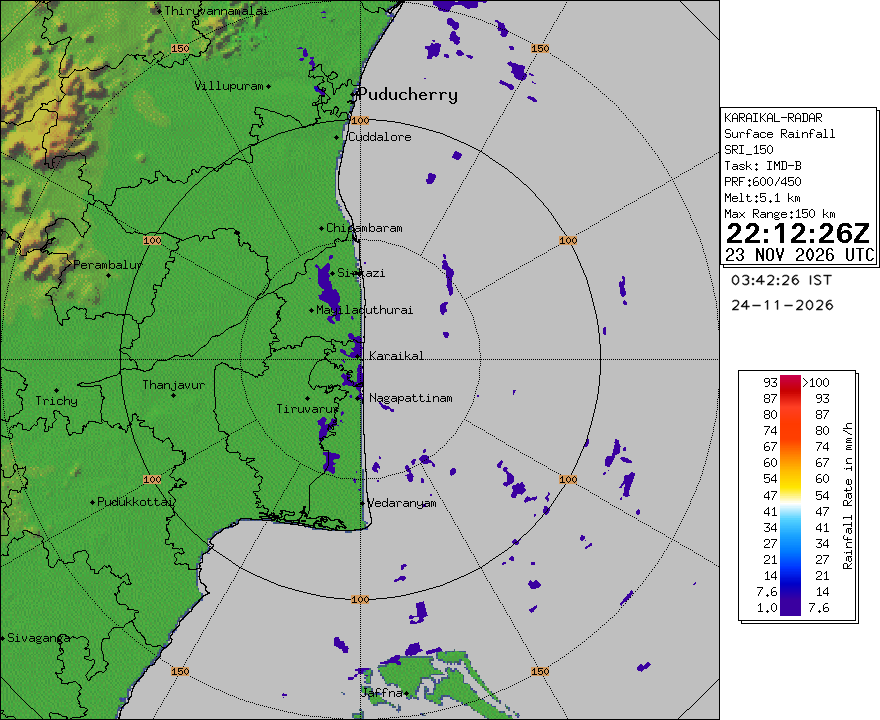 Thiruvannamalai
150
150
Villupuram
Puducherry
100
Cuddalore
Chidambaram
100
100
Perambalur
Sirkazi
Mayiladuthurai
Karaikal
Thanjavur
Trichy
Nagapattinam
Tiruvarur
100
100
Pudukkottai
Vedaranyam
100
Sivaganga
150
150
Jaffna
KARAIKAL-RADAR
Surface Rainfall
SRI_150
Task: IMD-B
PRF:600/450
Melt:5.1 km
Max Range:150 km
22:12:26Z
23 NOV 2026 UTC
03:42:26 IST
24-11-2026
93 >100
87 93
80 87
74 80
67 74
60 67
54 60
47 54
41 47
34 41
27 34
21 27
14 21
7.6 14
1.0 7.6
Rainfall Rate in mm/h